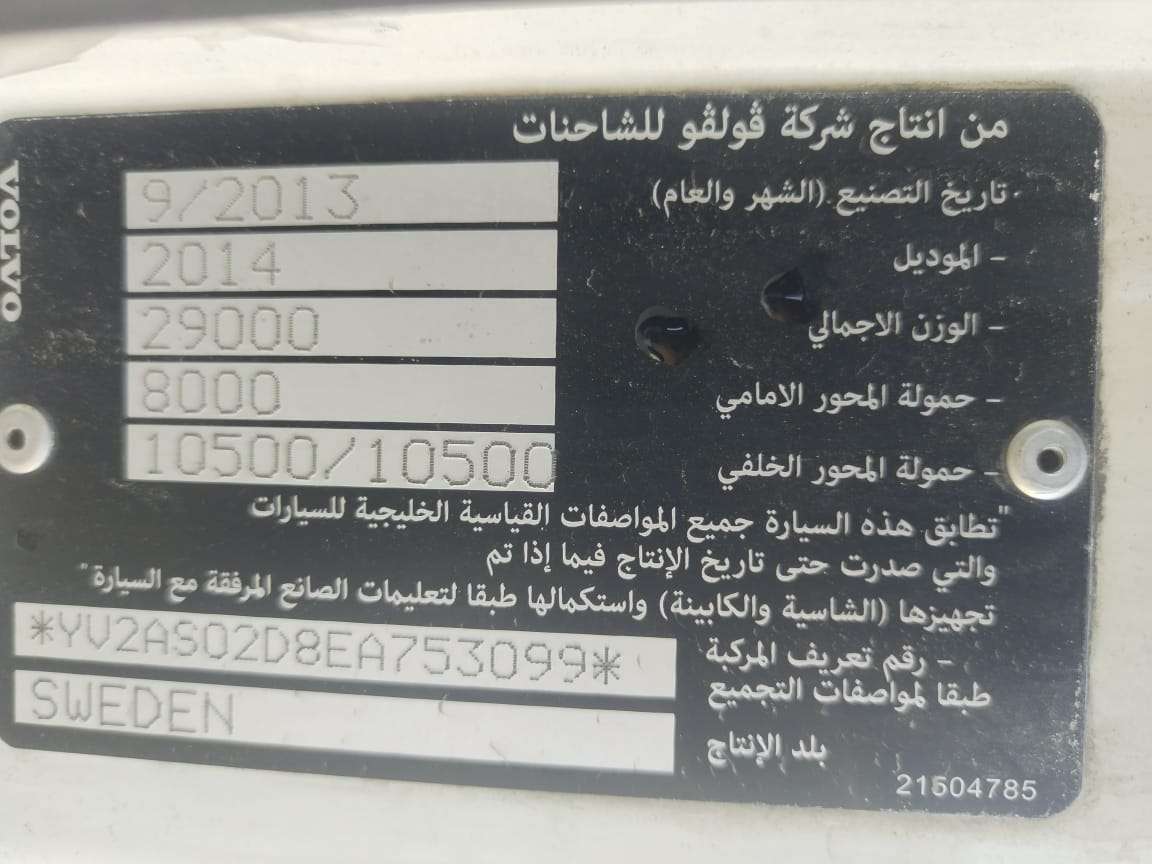 VOLVO
من انتاج شركة ڤولڤو للشاحنات
تاريخ التصنيع (الشهر والعام) 9/2013
- الموديل 2014
- الوزن الاجمالي 29000
- حمولة المحور الامامي 8000
- حمولة المحور الخلفي 10500/10500
"تطابق هذه السيارة جميع المواصفات القياسية الخليجية للسيارات
والتي صدرت حتى تاريخ الإنتاج فيما إذا تم
تجهيزها (الشاسية والكابينة) واستكمالها طبقا لتعليمات الصانع المرفقة مع السيارة"
- رقم تعريف المركبة *YV2AS02D8EA753099*
طبقا لمواصفات التجميع
بلد الإنتاج SWEDEN
21504785